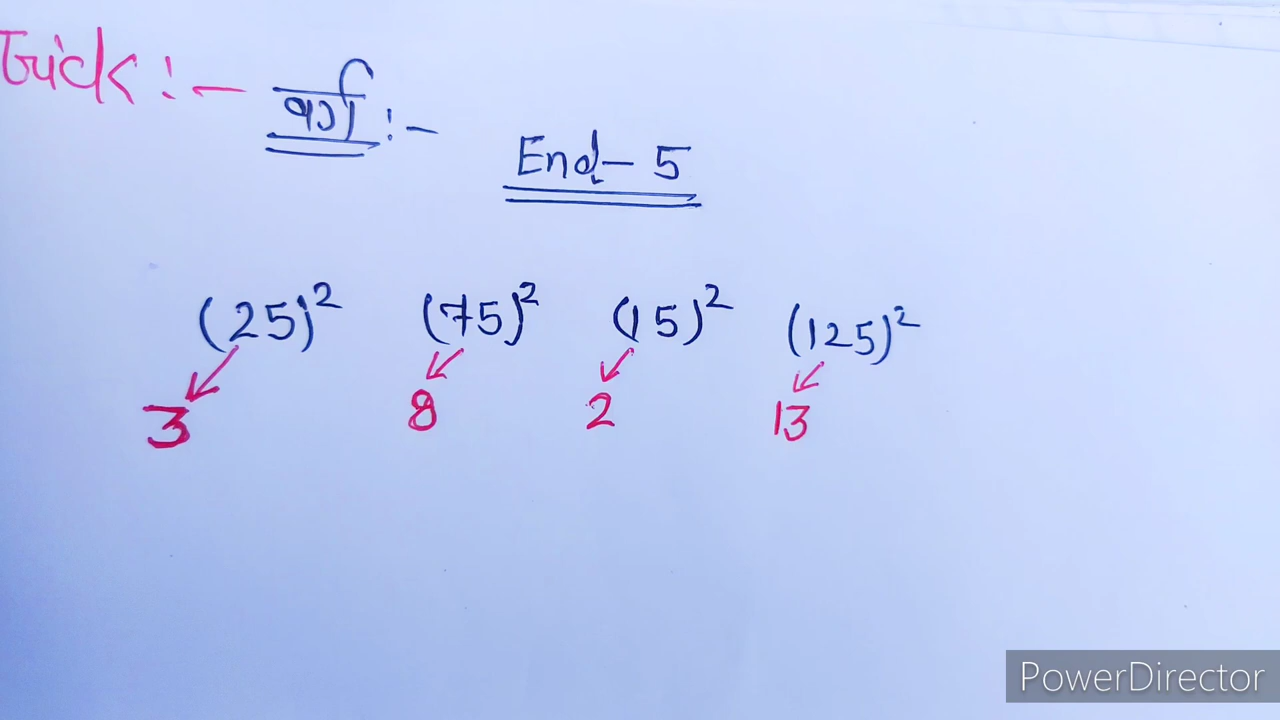 Trick :- वर्ग :-
End - 5
(25)² (75)² (15)² (125)²
3 8 2 13
PowerDirector